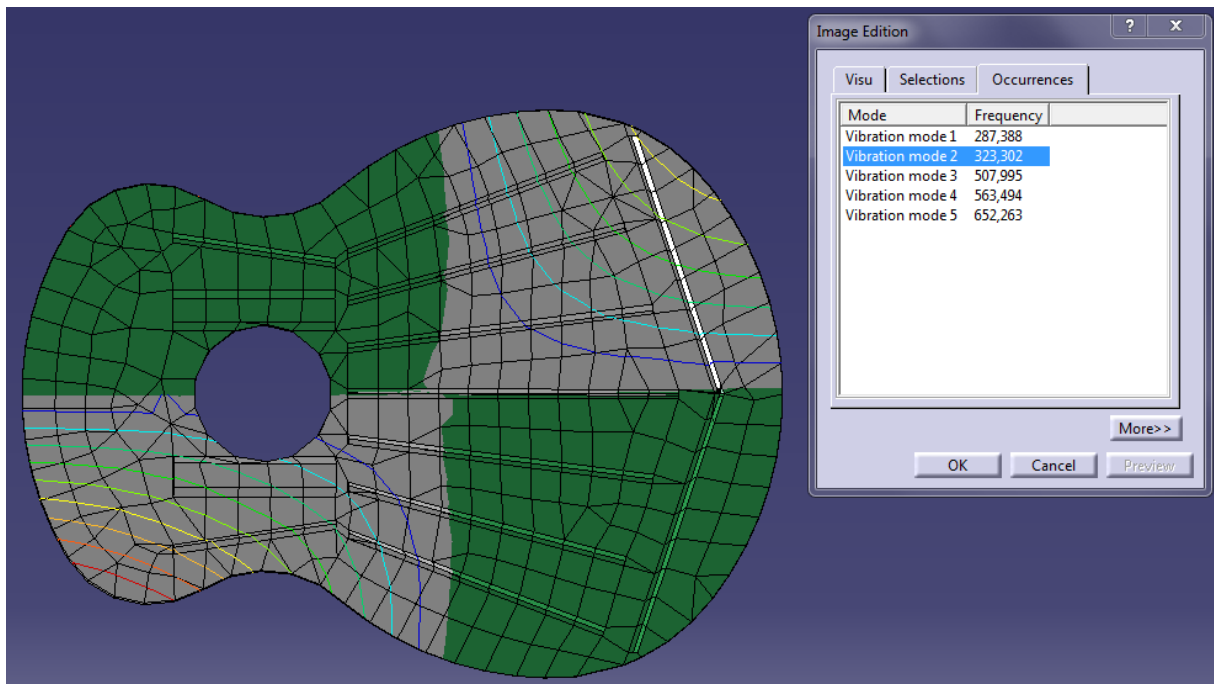 Image Edition
? X
Visu Selections Occurrences
Mode Frequency
Vibration mode 1 287,388
Vibration mode 2 323,302
Vibration mode 3 507,995
Vibration mode 4 563,494
Vibration mode 5 652,263
More>>
OK Cancel Preview